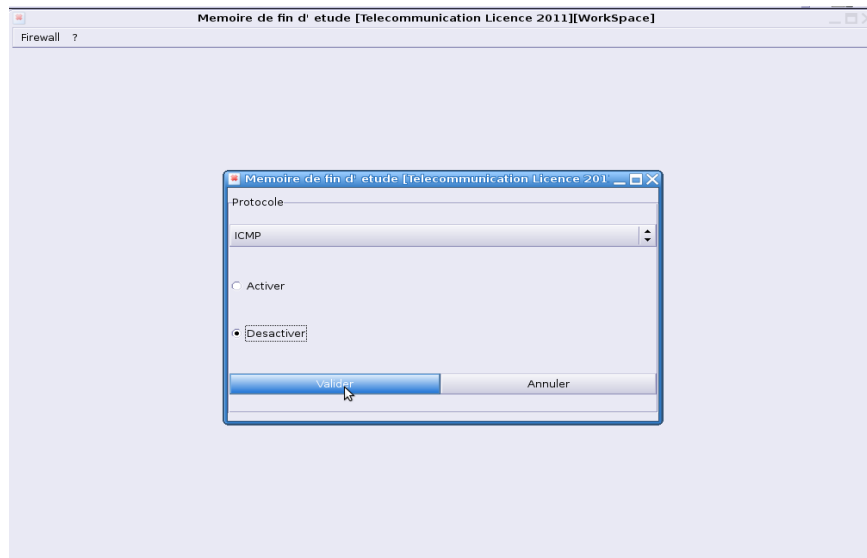 Memoire de fin d' etude [Telecommunication Licence 2011][WorkSpace]
Firewall ?
Memoire de fin d' etude [Telecommunication Licence 201
Protocole
ICMP
Activer
Desactiver
Valider Annuler